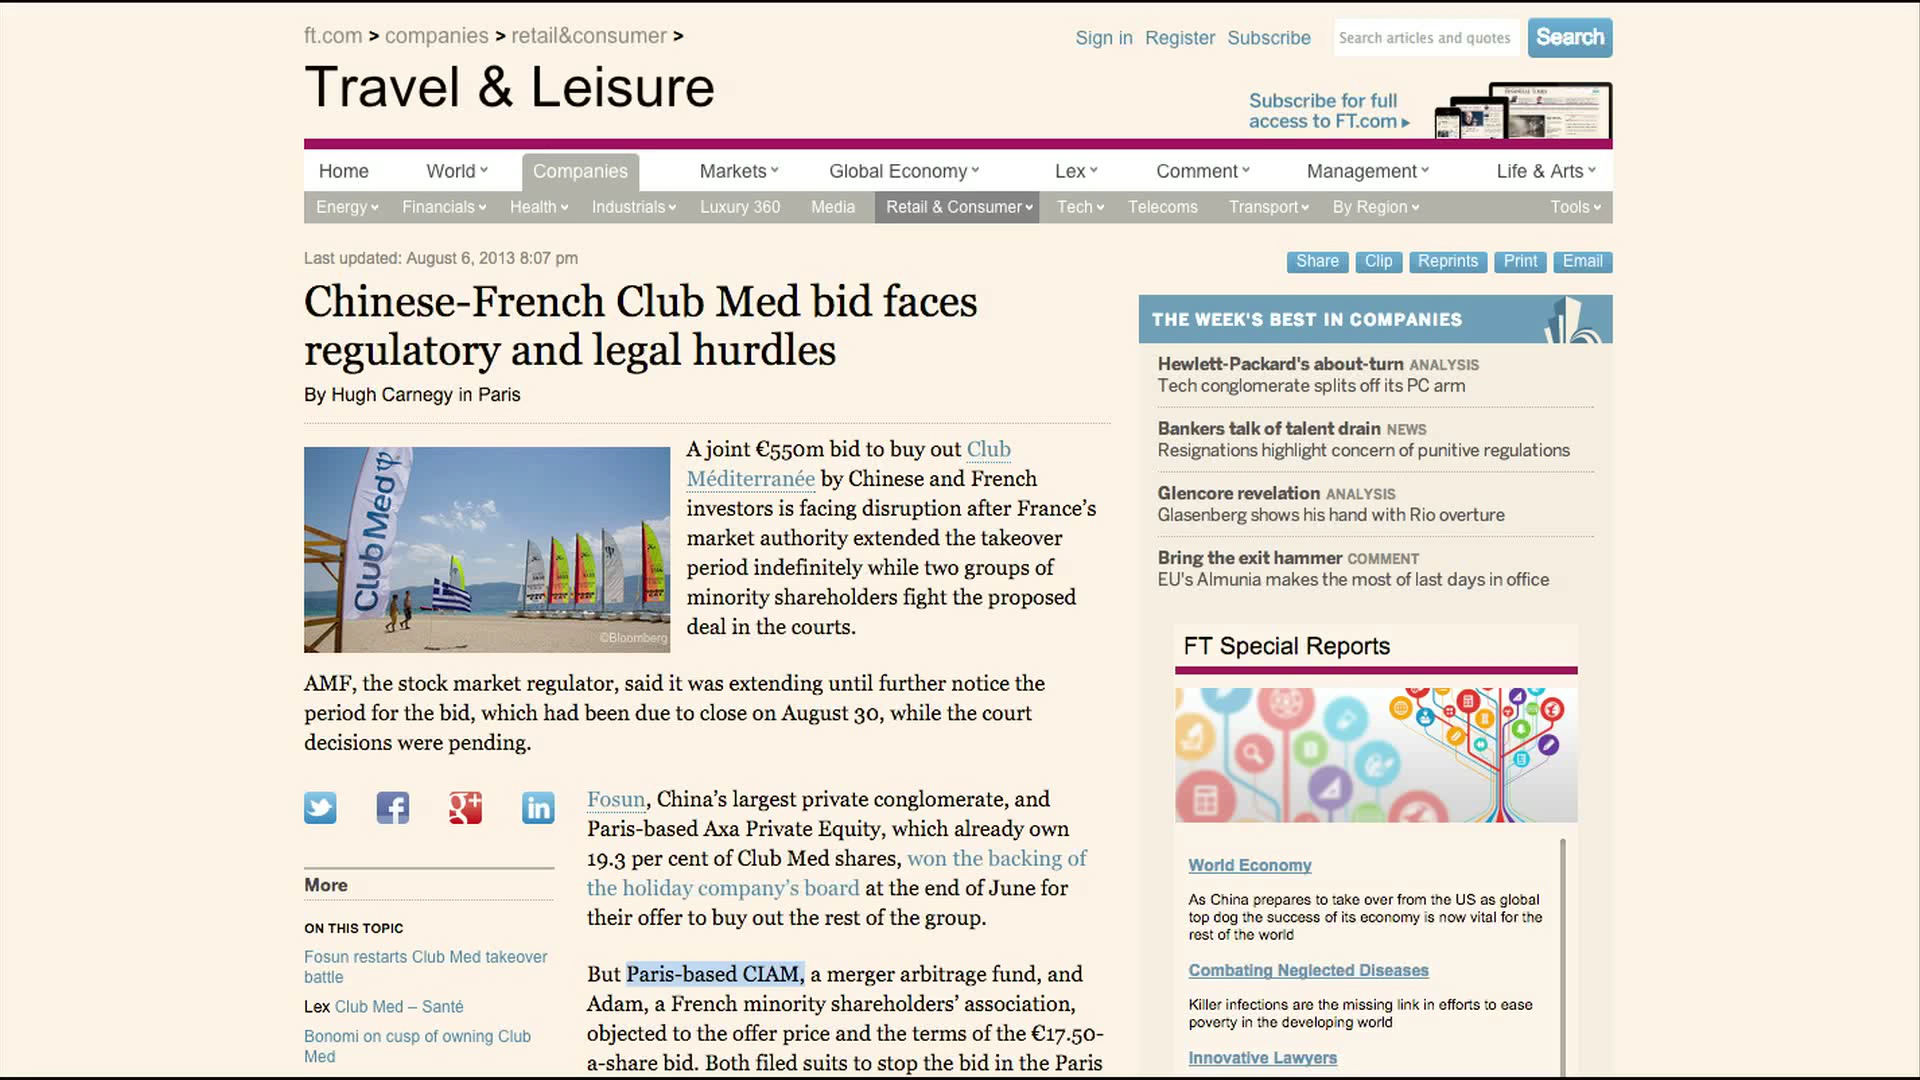 ft.com > companies > retail&consumer >
Sign in Register Subscribe
Search articles and quotes
Search
Travel & Leisure
Subscribe for full
access to FT.com
Home World Companies Markets Global Economy Lex Comment Management Life & Arts
Energy Financials Health Industrials Luxury 360 Media Retail & Consumer Tech Telecoms Transport By Region Tools
Last updated: August 6, 2013 8:07 pm
Share Clip Reprints Print Email
Chinese-French Club Med bid faces
regulatory and legal hurdles
By Hugh Carnegy in Paris
Club Med
©Bloomberg
A joint €550m bid to buy out Club
Méditerranée by Chinese and French
investors is facing disruption after France’s
market authority extended the takeover
period indefinitely while two groups of
minority shareholders fight the proposed
deal in the courts.
AMF, the stock market regulator, said it was extending until further notice the
period for the bid, which had been due to close on August 30, while the court
decisions were pending.
Fosun, China’s largest private conglomerate, and
Paris-based Axa Private Equity, which already own
19.3 per cent of Club Med shares, won the backing of
the holiday company’s board at the end of June for
their offer to buy out the rest of the group.
But Paris-based CIAM, a merger arbitrage fund, and
Adam, a French minority shareholders’ association,
objected to the offer price and the terms of the €17.50-
a-share bid. Both filed suits to stop the bid in the Paris
More
ON THIS TOPIC
Fosun restarts Club Med takeover
battle
Lex Club Med – Santé
Bonomi on cusp of owning Club
Med
THE WEEK'S BEST IN COMPANIES
Hewlett-Packard's about-turn ANALYSIS
Tech conglomerate splits off its PC arm
Bankers talk of talent drain NEWS
Resignations highlight concern of punitive regulations
Glencore revelation ANALYSIS
Glasenberg shows his hand with Rio overture
Bring the exit hammer COMMENT
EU's Almunia makes the most of last days in office
FT Special Reports
World Economy
As China prepares to take over from the US as global
top dog the success of its economy is now vital for the
rest of the world
Combating Neglected Diseases
Killer infections are the missing link in efforts to ease
poverty in the developing world
Innovative Lawyers